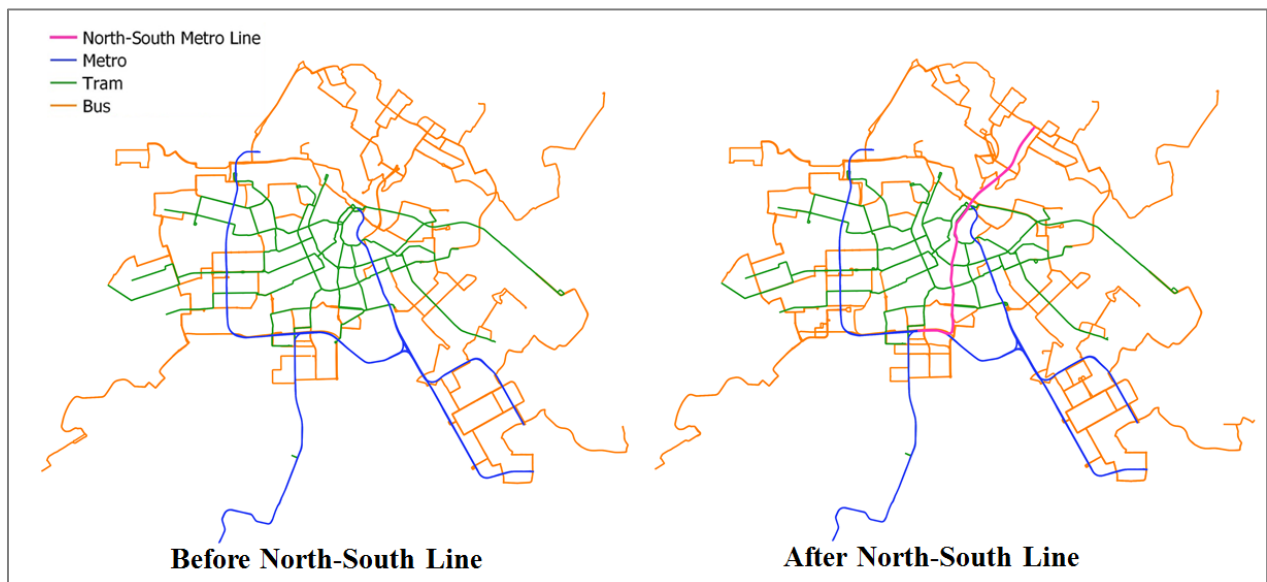 North-South Metro Line
Metro
Tram
Bus
Before North-South Line
After North-South Line